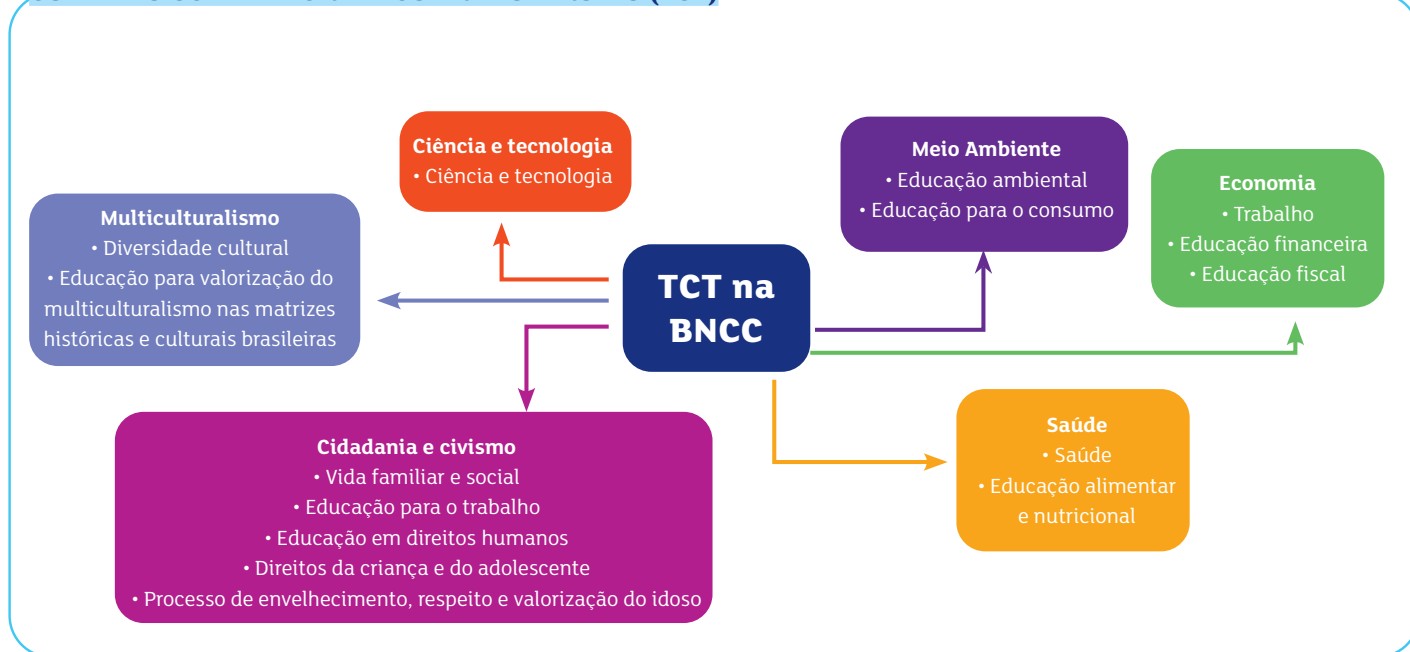 Ciência e tecnologia
• Ciência e tecnologia
Meio Ambiente
• Educação ambiental
• Educação para o consumo
Economia
• Trabalho
• Educação financeira
• Educação fiscal
Multiculturalismo
• Diversidade cultural
• Educação para valorização do
multiculturalismo nas matrizes
históricas e culturais brasileiras
TCT na
BNCC
Cidadania e civismo
• Vida familiar e social
• Educação para o trabalho
• Educação em direitos humanos
• Direitos da criança e do adolescente
• Processo de envelhecimento, respeito e valorização do idoso
Saúde
• Saúde
• Educação alimentar
e nutricional